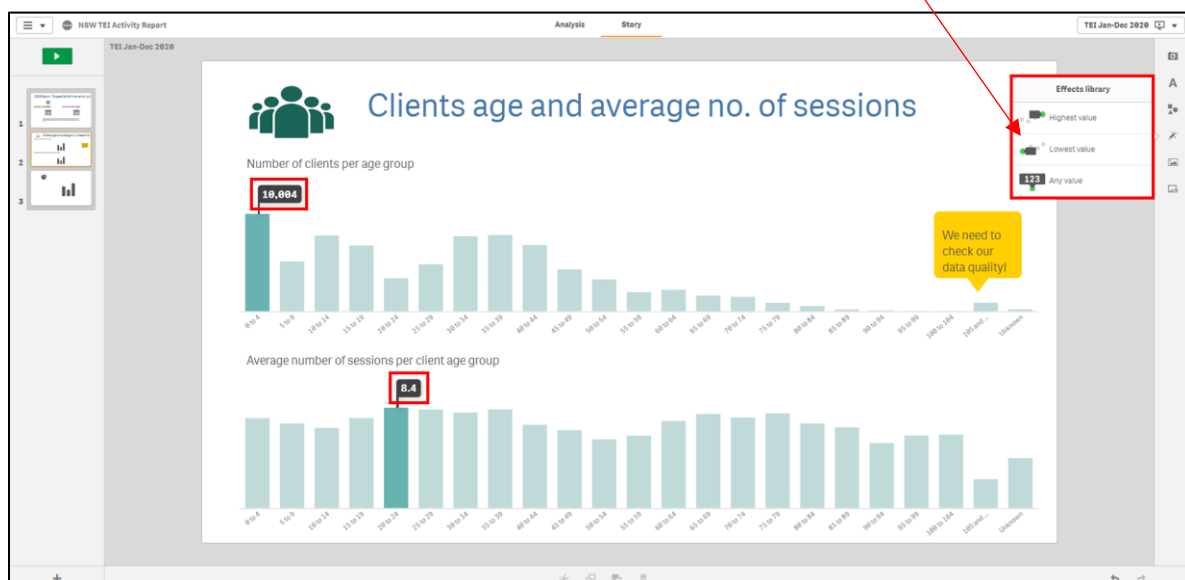 NSW TEI Activity Report
Analysis
Story
TEI Jan-Dec 2020
TEI Jan-Dec 2020
Clients age and average no. of sessions
Effects library
Highest value
Lowest value
123 Any value
Number of clients per age group
10,004
We need to
check our
data quality!
0 to 4
5 to 9
10 to 14
15 to 19
20 to 24
25 to 29
30 to 34
35 to 39
40 to 44
45 to 49
50 to 54
55 to 59
60 to 64
65 to 69
70 to 74
75 to 79
80 to 84
85 to 89
90 to 94
95 to 99
100 to 104
105 and...
Unknown
Average number of sessions per client age group
8.4
0 to 4
5 to 9
10 to 14
15 to 19
20 to 24
25 to 29
30 to 34
35 to 39
40 to 44
45 to 49
50 to 54
55 to 59
60 to 64
65 to 69
70 to 74
75 to 79
80 to 84
85 to 89
90 to 94
95 to 99
100 to 104
105 and...
Unknown
1
2
3
A